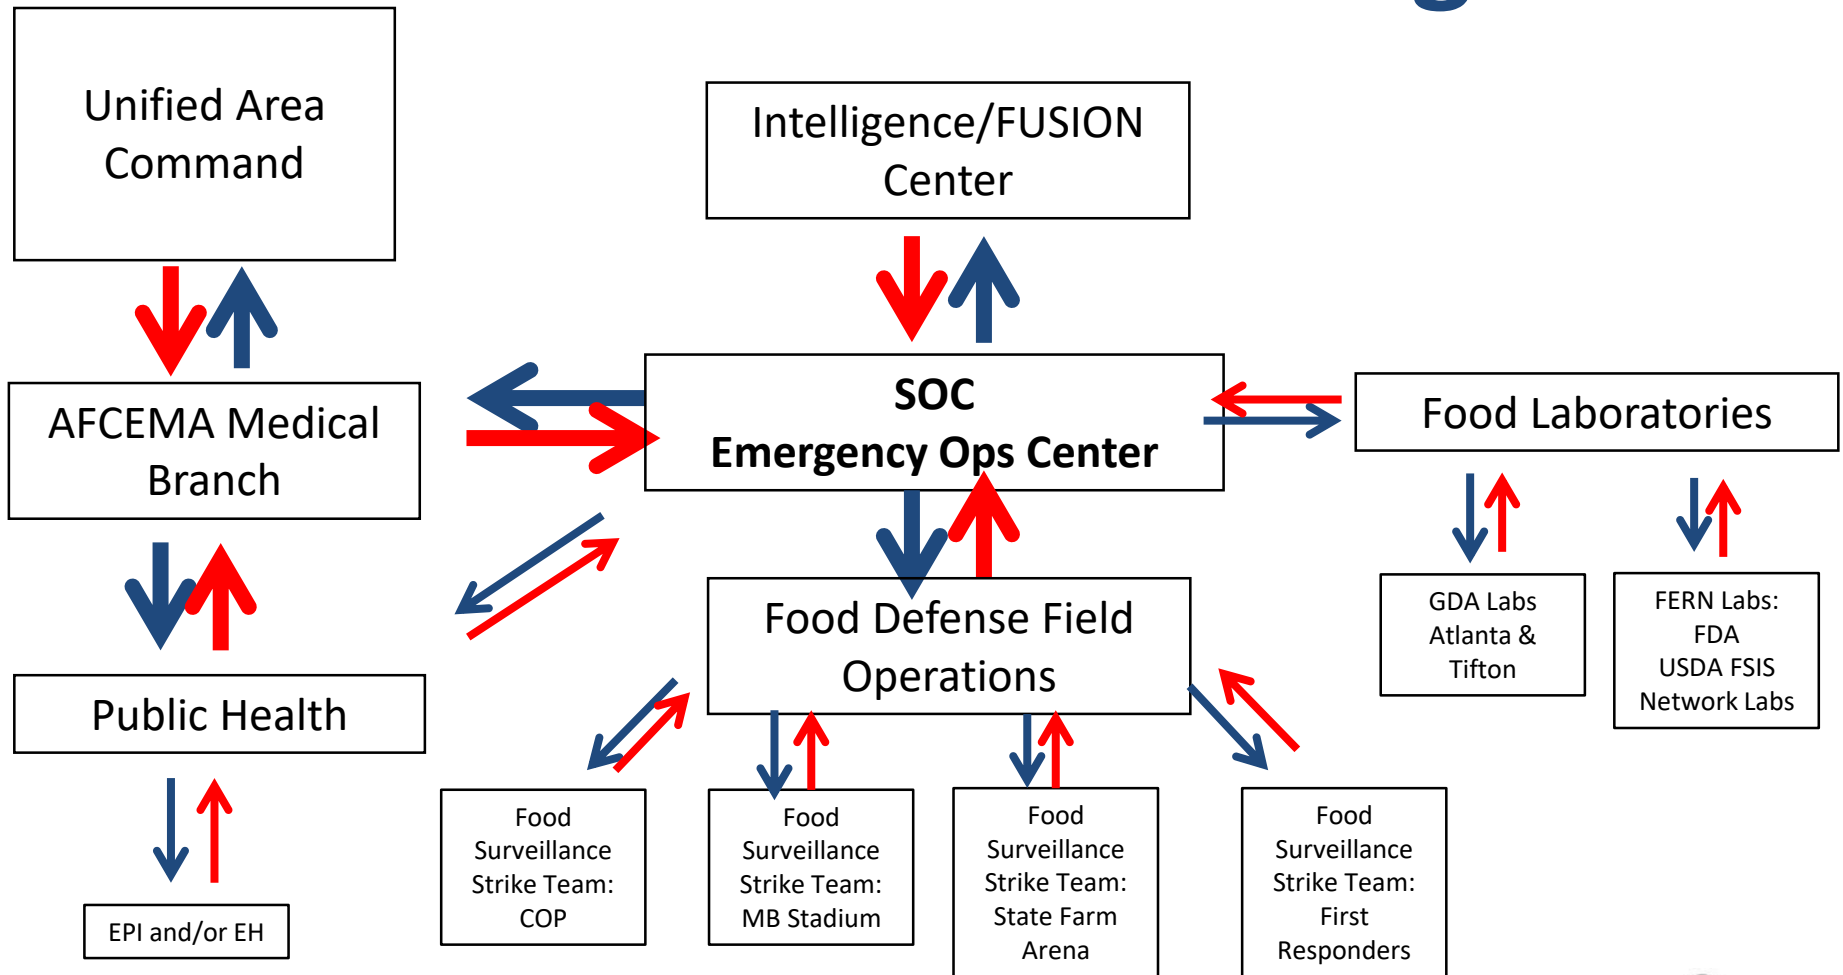 Unified Area
Command
Intelligence/FUSION
Center
AFCEMA Medical
Branch
SOC
Emergency Ops Center
Food Laboratories
Public Health
Food Defense Field
Operations
GDA Labs
Atlanta &
Tifton
FERN Labs:
FDA
USDA FSIS
Network Labs
EPI and/or EH
Food
Surveillance
Strike Team:
COP
Food
Surveillance
Strike Team:
MB Stadium
Food
Surveillance
Strike Team:
State Farm
Arena
Food
Surveillance
Strike Team:
First
Responders